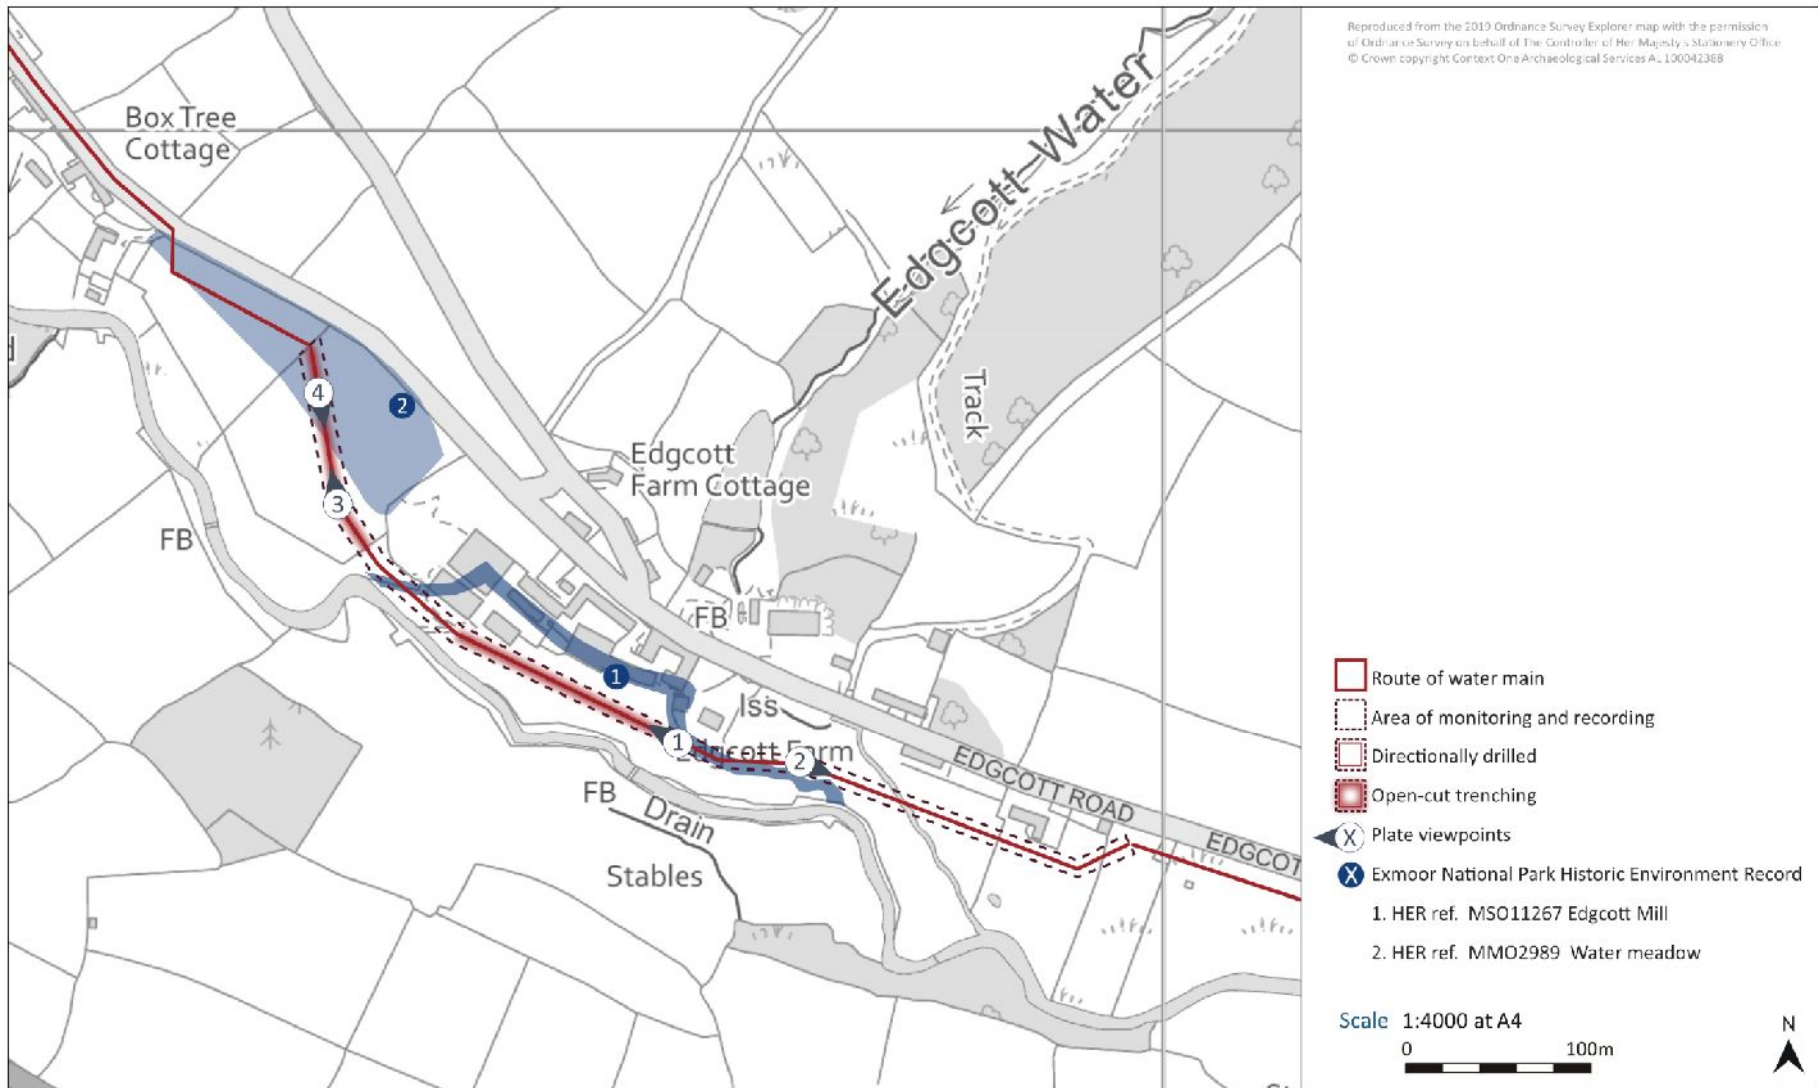 Reproduced from the 2019 Ordnance Survey Explorer map with the permission
of Ordnance Survey on behalf of The Controller of Her Majesty's Stationery Office
© Crown copyright Context One Archaeological Services AL 100042388
Box Tree
Cottage
Edgcott Water
Track
4
2
Edgcott
Farm Cottage
3
FB
FB
1
Iss
1
Edgcott Farm
2
EDGCOTT ROAD
EDGCOT
FB
Drain
Stables
Route of water main
Area of monitoring and recording
Directionally drilled
Open-cut trenching
X Plate viewpoints
X Exmoor National Park Historic Environment Record
1. HER ref. MSO11267 Edgcott Mill
2. HER ref. MMO2989 Water meadow
Scale 1:4000 at A4
0 100m
N